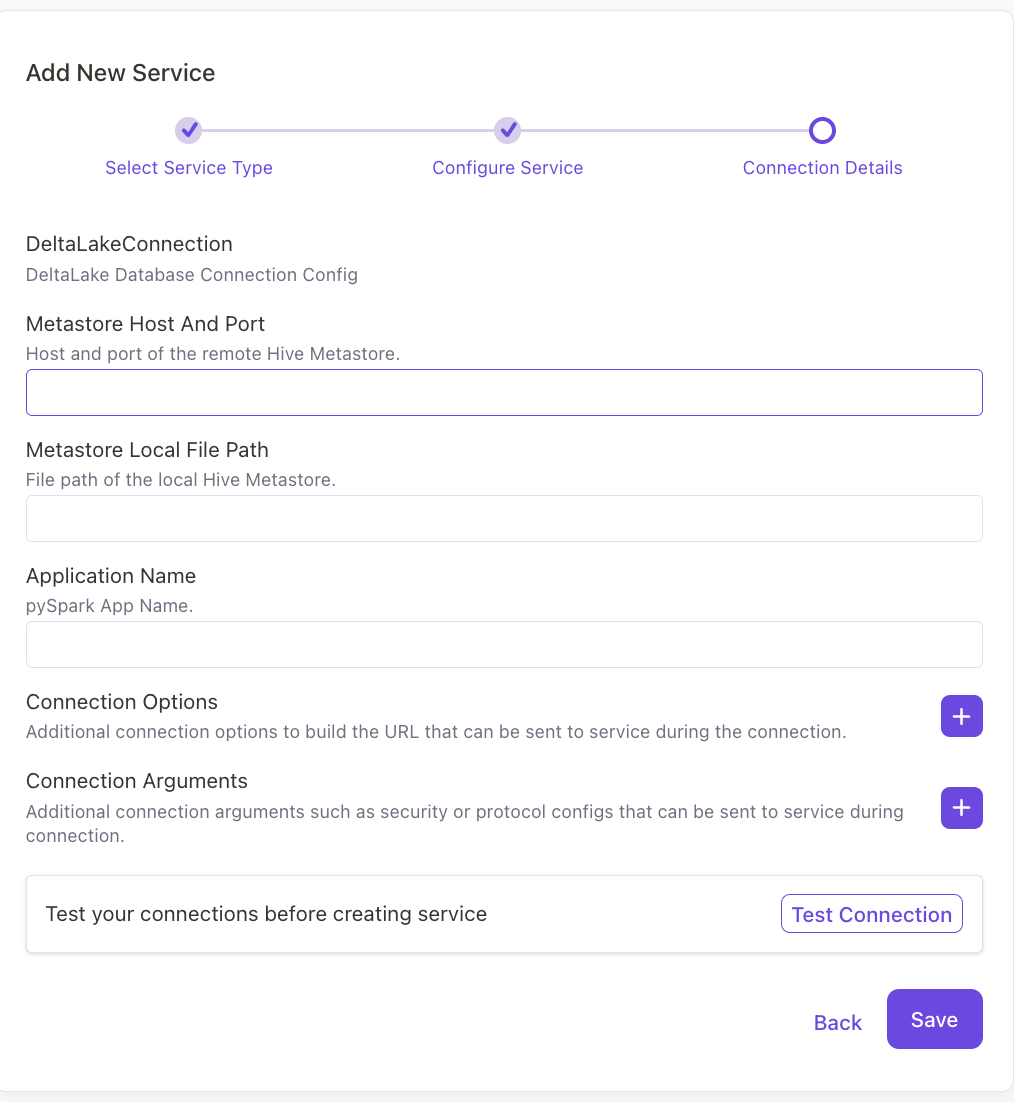 Add New Service
Select Service Type
Configure Service
Connection Details
DeltaLakeConnection
DeltaLake Database Connection Config
Metastore Host And Port
Host and port of the remote Hive Metastore.
Metastore Local File Path
File path of the local Hive Metastore.
Application Name
pySpark App Name.
Connection Options
Additional connection options to build the URL that can be sent to service during the connection.
Connection Arguments
Additional connection arguments such as security or protocol configs that can be sent to service during
connection.
Test your connections before creating service
Test Connection
Back
Save